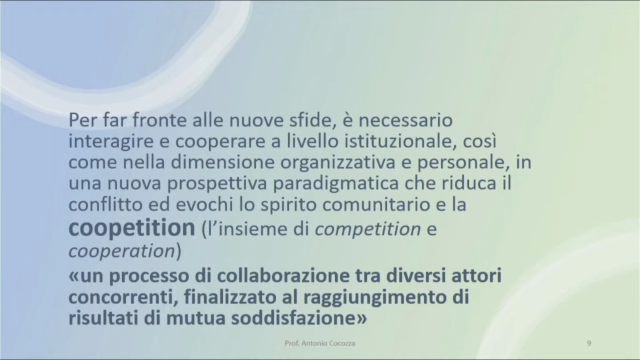 Per far fronte alle nuove sfide, è necessario
interagire e cooperare a livello istituzionale, così
come nella dimensione organizzativa e personale, in
una nuova prospettiva paradigmatica che riduca il
conflitto ed evochi lo spirito comunitario e la
coopetition (l'insieme di competition e
cooperation)
«un processo di collaborazione tra diversi attori
concorrenti, finalizzato al raggiungimento di
risultati di mutua soddisfazione»
Prof. Antonio Cocozza 9